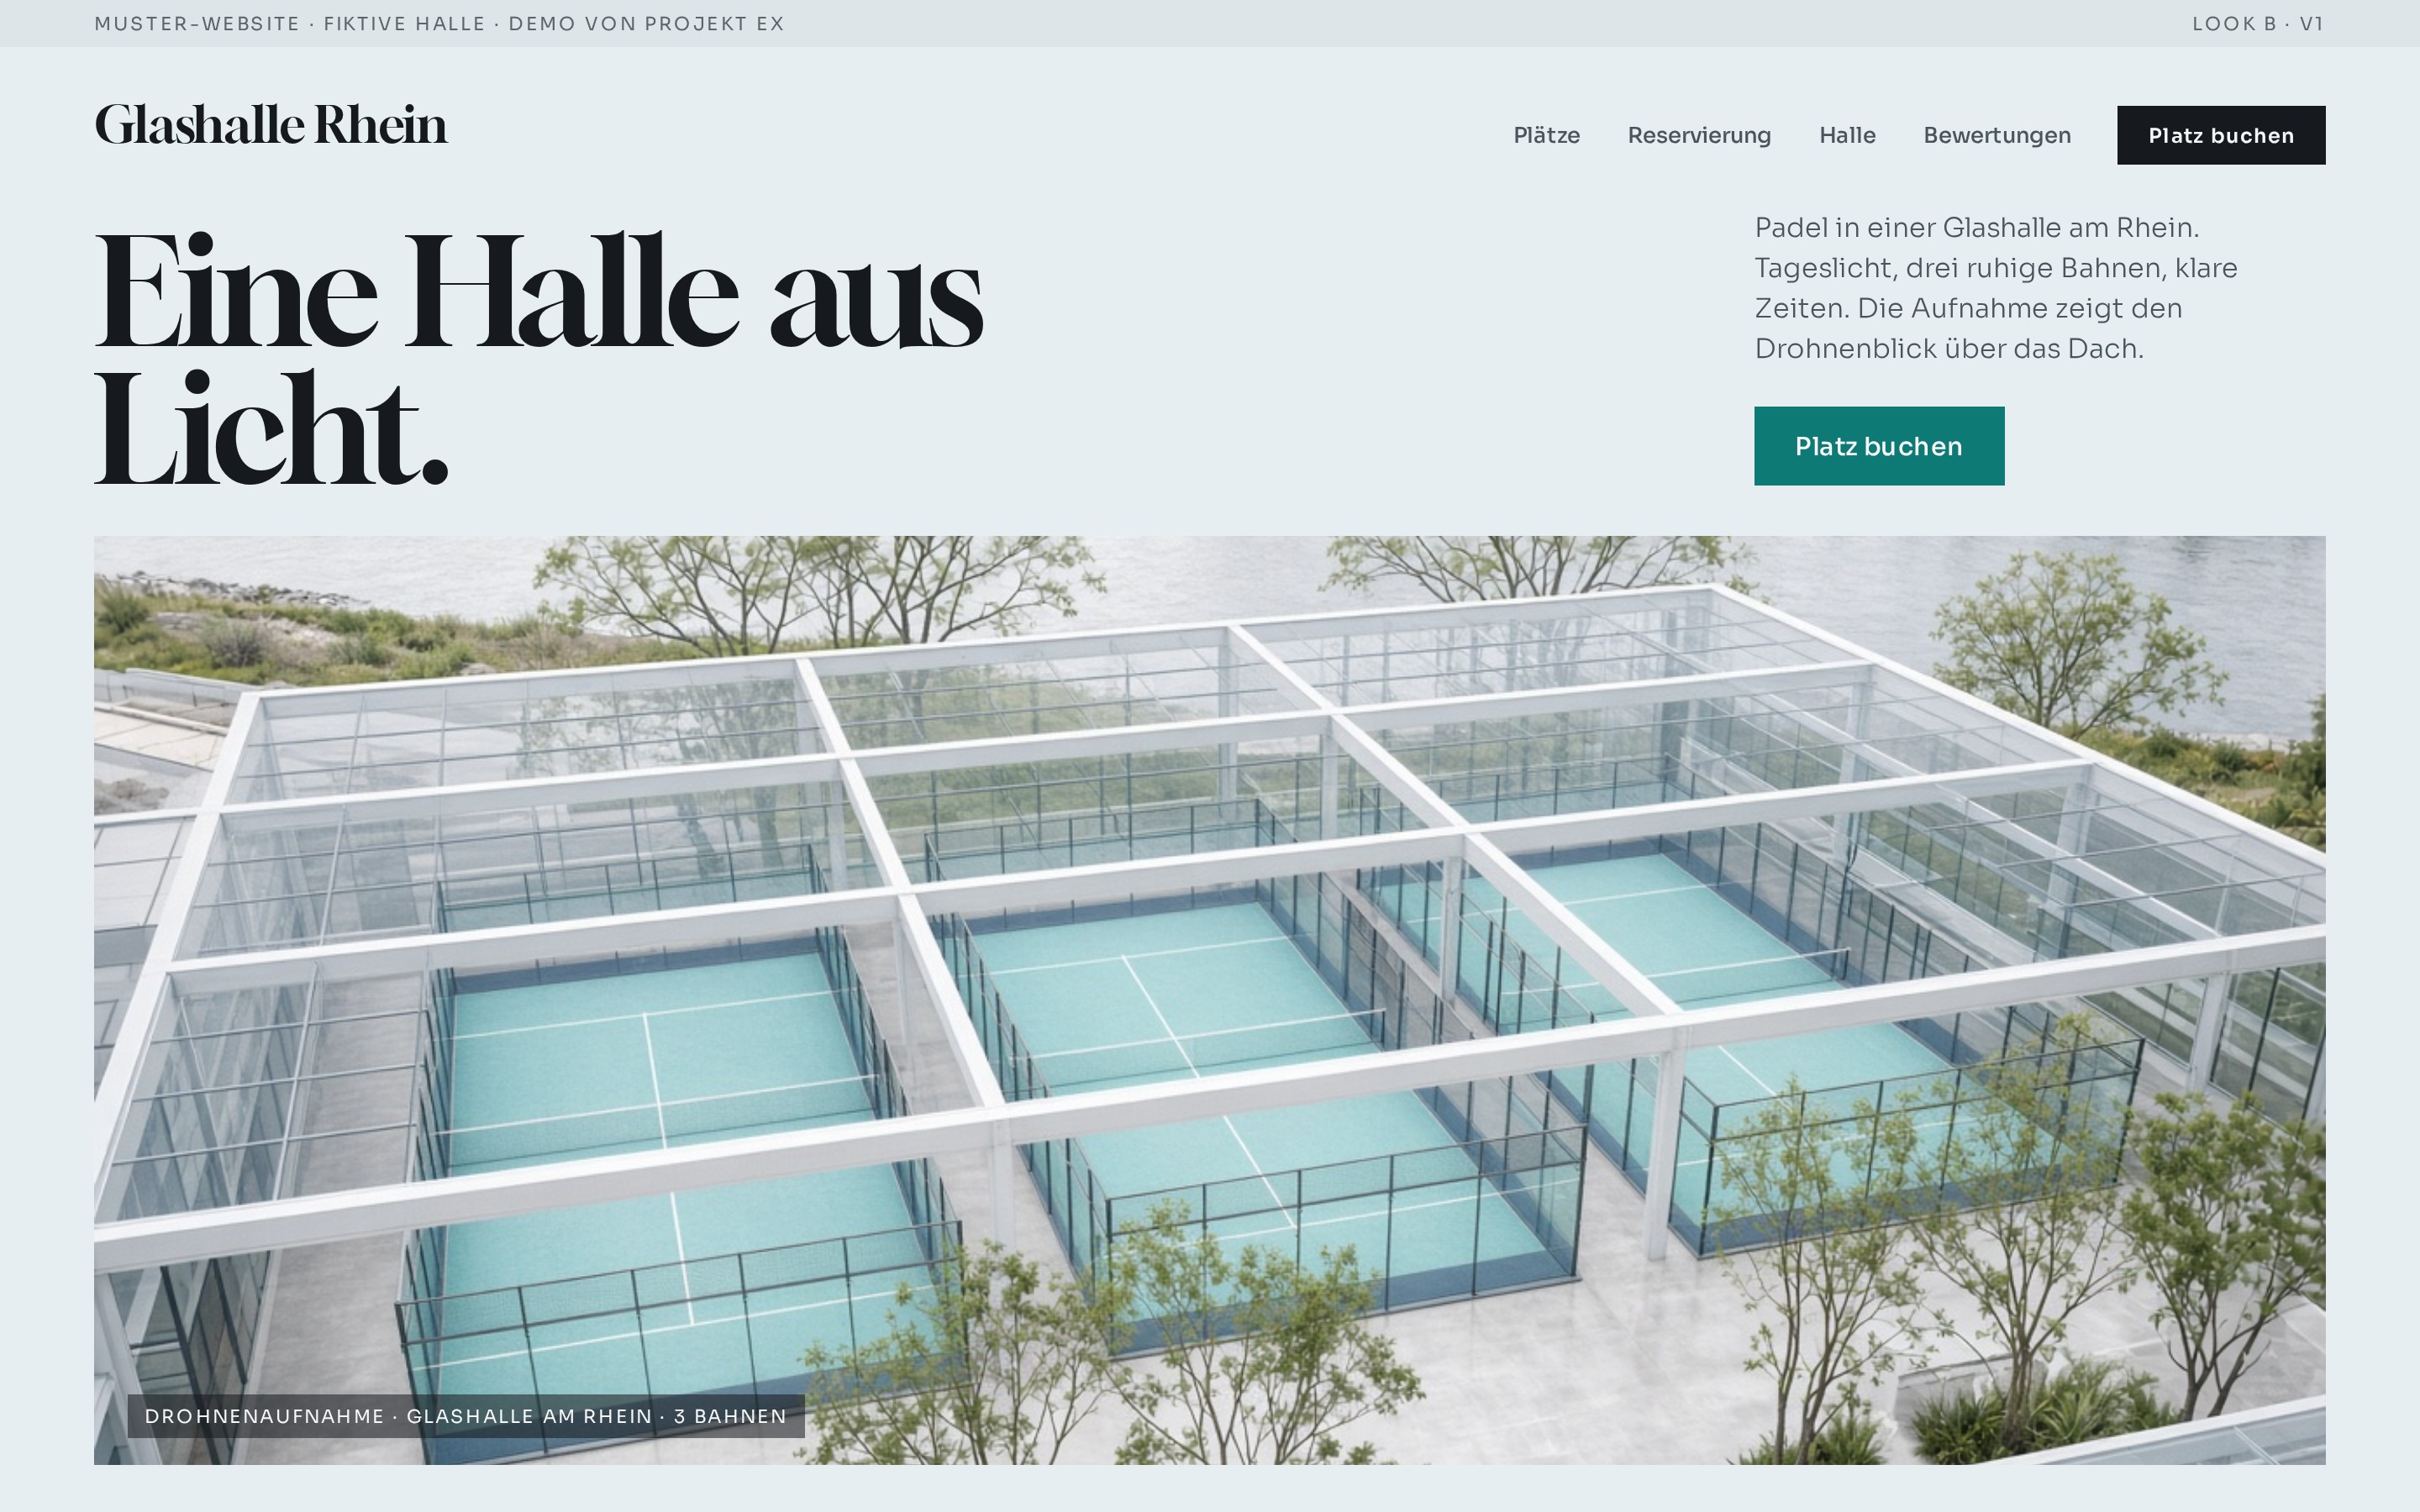 MUSTER-WEBSITE · FIKTIVE HALLE · DEMO VON PROJEKT EX
LOOK B · V1
Glashalle Rhein
Plätze
Reservierung
Halle
Bewertungen
Platz buchen
Eine Halle aus
Licht.
Padel in einer Glashalle am Rhein.
Tageslicht, drei ruhige Bahnen, klare
Zeiten. Die Aufnahme zeigt den
Drohnenblick über das Dach.
Platz buchen
DROHNENAUFNAHME · GLASHALLE AM RHEIN · 3 BAHNEN